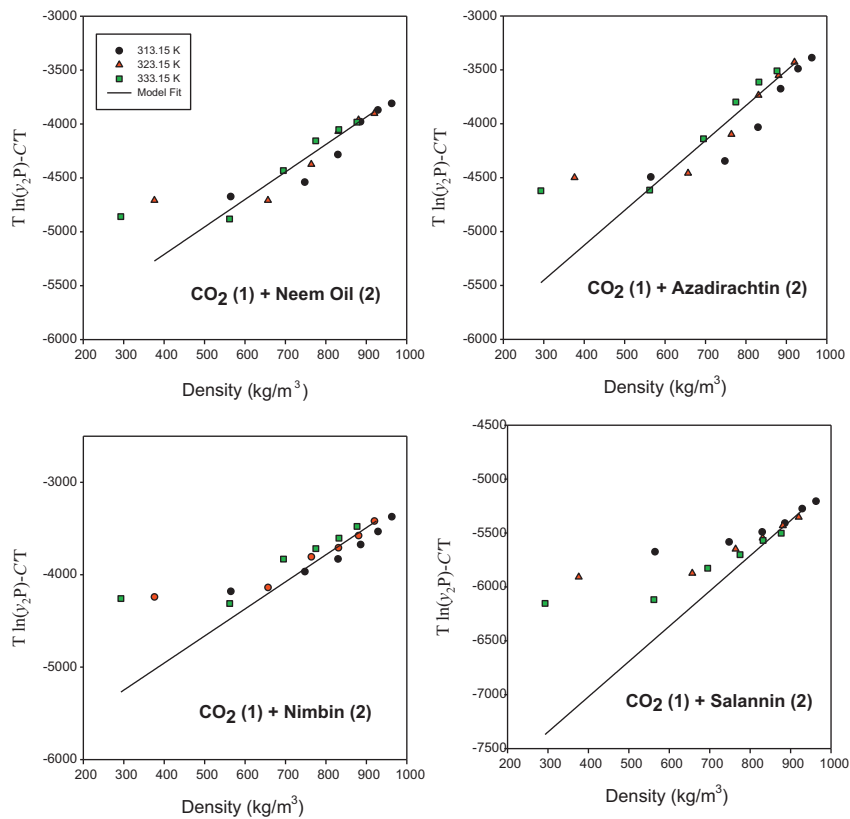 -3000
-3500
-4000
-4500
-5000
-5500
-6000
T ln(y₂P)-C'T
313.15 K
323.15 K
333.15 K
Model Fit
CO₂ (1) + Neem Oil (2)
200 300 400 500 600 700 800 900 1000
Density (kg/m³)
-3000
-3500
-4000
-4500
-5000
-5500
-6000
T ln(y₂P)-C'T
CO₂ (1) + Azadirachtin (2)
200 300 400 500 600 700 800 900 1000
Density (kg/m³)
-3000
-4000
-5000
-6000
T ln(y₂P)-C'T
CO₂ (1) + Nimbin (2)
200 300 400 500 600 700 800 900 1000
Density (kg/m³)
-4500
-5000
-5500
-6000
-6500
-7000
-7500
T ln(y₂P)-C'T
CO₂ (1) + Salannin (2)
200 300 400 500 600 700 800 900 1000
Density (kg/m³)